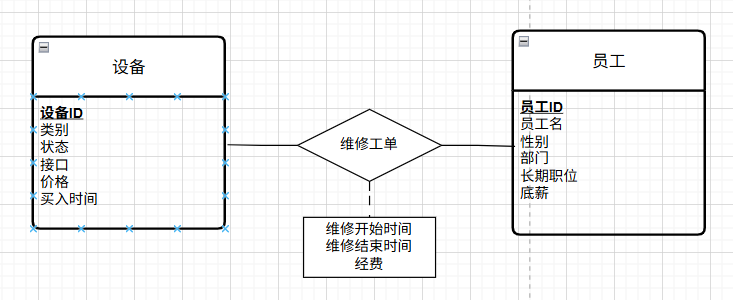 设备
设备ID
类别
状态
接口
价格
买入时间
维修工单
维修开始时间
维修结束时间
经费
员工
员工ID
员工名
性别
部门
长期职位
底薪